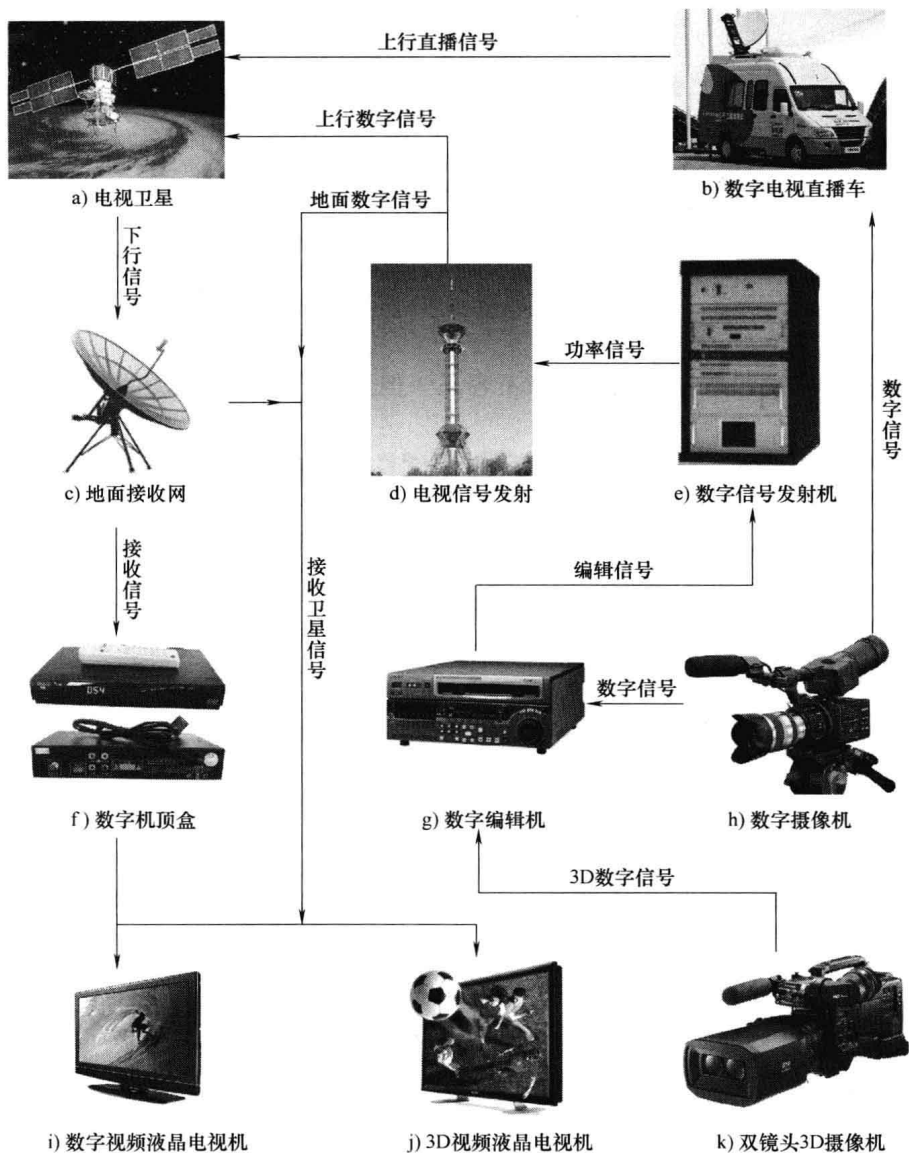 上行直播信号
上行数字信号
a) 电视卫星
b) 数字电视直播车
地面数字信号
下行信号
功率信号
数字信号
c) 地面接收网
d) 电视信号发射
e) 数字信号发射机
接收信号
接收卫星信号
编辑信号
DS4
数字信号
f) 数字机顶盒
g) 数字编辑机
h) 数字摄像机
3D数字信号
i) 数字视频液晶电视机
j) 3D视频液晶电视机
k) 双镜头3D摄像机